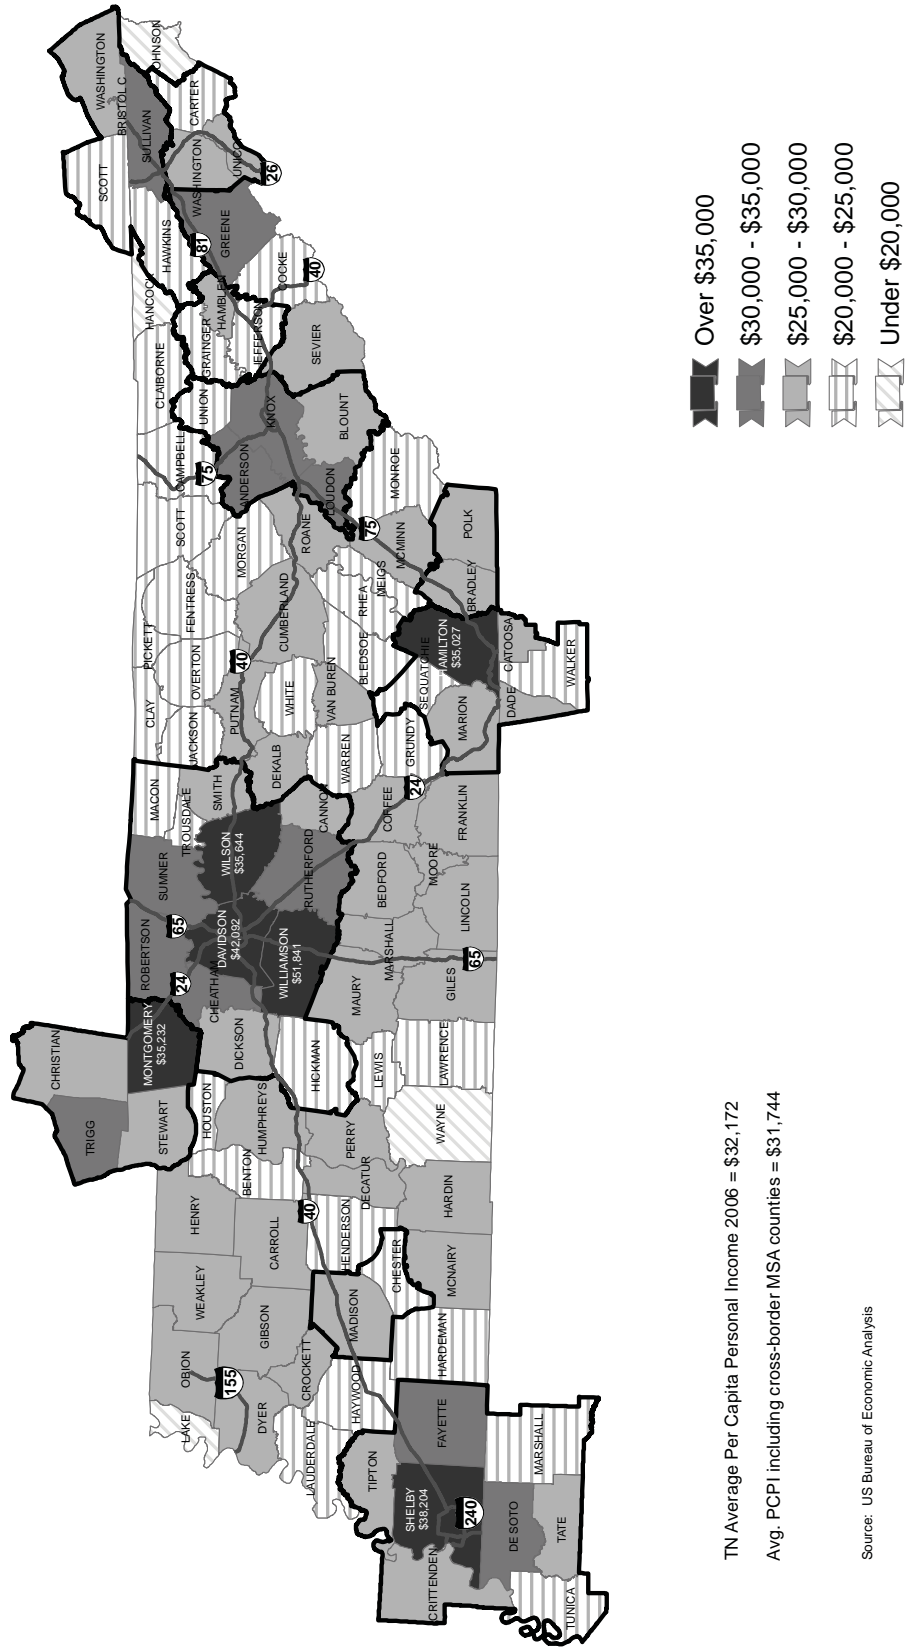 CRITTENDEN
TUNICA
SHELBY
$38,204
240
DE SOTO
TATE
TIPTON
FAYETTE
MARSHALL
LAUDERDALE
HAYWOOD
HARDEMAN
LAKE
OBION
155
DYER
CROCKETT
GIBSON
WEAKLEY
MADISON
CHESTER
MCNAIRY
HENRY
CARROLL
40
HENDERSON
DECATUR
HARDIN
BENTON
PERRY
WAYNE
TRIGG
CHRISTIAN
STEWART
HOUSTON
HUMPHREYS
MONTGOMERY
$35,232
DICKSON
HICKMAN
LEWIS
LAWRENCE
24
ROBERTSON
CHEATHAM
65
SUMNER
DAVIDSON
$42,092
WILLIAMSON
$51,841
MAURY
MARSHALL
GILES
65
WILSON
$35,644
RUTHERFORD
BEDFORD
MOORE
LINCOLN
MACON
TROUSDALE
SMITH
CANNO
COFFEE
24
FRANKLIN
CLAY
JACKSON
PUTNAM
40
DEKALB
WARREN
GRUNDY
MARION
PICKETT
OVERTON
WHITE
VAN BUREN
SEQUATCHIE
DADE
FENTRESS
CUMBERLAND
BLEDSOE
RHEA
HAMILTON
$35,027
CATOOSA
WALKER
SCOTT
MORGAN
ROANE
MEIGS
MCMINN
BRADLEY
POLK
75
CAMPBELL
75
ANDERSON
LOUDON
MONROE
CLAIBORNE
UNION
KNOX
BLOUNT
HANCOCK
GRAINGER
HAMBLEN
JEFFERSON
SEVIER
COCKE
40
HAWKINS
81
GREENE
SCOTT
SULLIVAN
WASHINGTON
UNICOI
26
WASHINGTON
BRISTOL C
CARTER
OHNSON
Over $35,000
$30,000 - $35,000
$25,000 - $30,000
$20,000 - $25,000
Under $20,000
TN Average Per Capita Personal Income 2006 = $32,172
Avg. PCPI including cross-border MSA counties = $31,744
Source: US Bureau of Economic Analysis